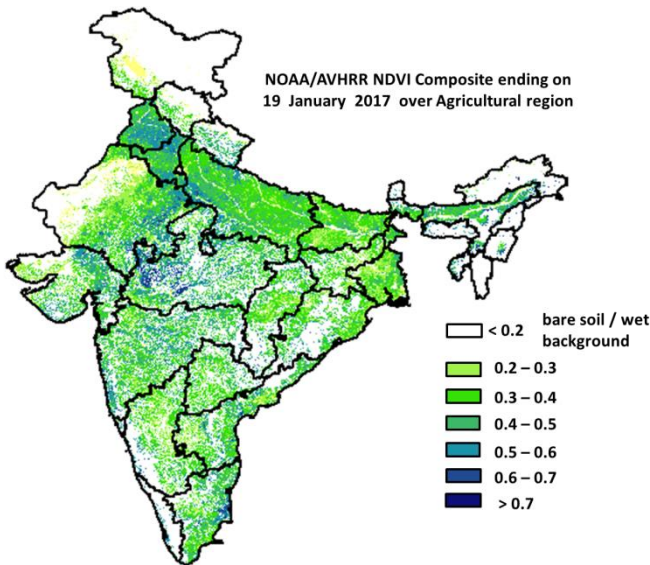 NOAA/AVHRR NDVI Composite ending on
19 January 2017 over Agricultural region
< 0.2 bare soil / wet background
0.2 – 0.3
0.3 – 0.4
0.4 – 0.5
0.5 – 0.6
0.6 – 0.7
> 0.7